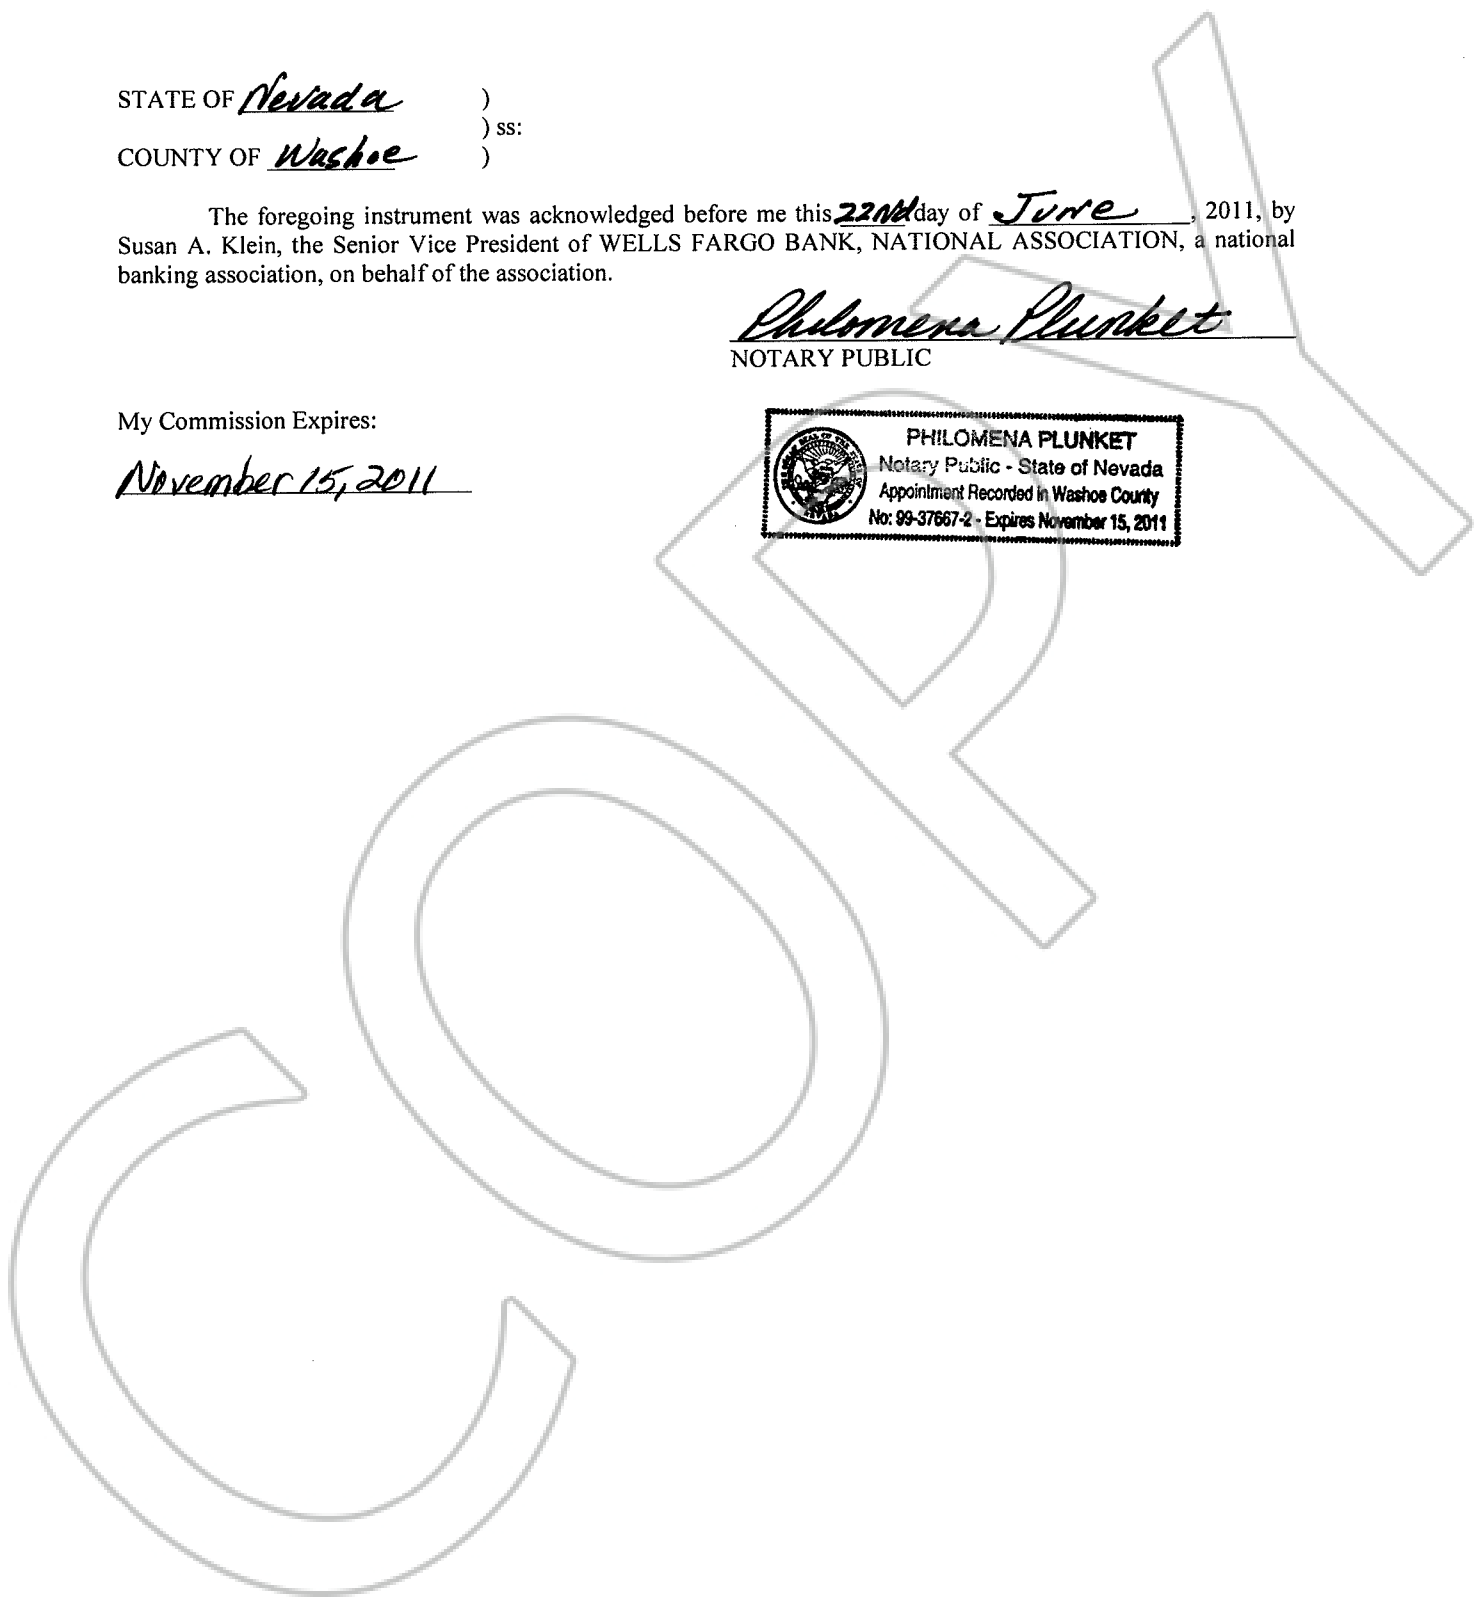 STATE OF Nevada )
) ss:
COUNTY OF Washoe )
The foregoing instrument was acknowledged before me this 22Nd day of June, 2011, by
Susan A. Klein, the Senior Vice President of WELLS FARGO BANK, NATIONAL ASSOCIATION, a national
banking association, on behalf of the association.
Philomena Plunket
NOTARY PUBLIC
My Commission Expires:
November 15, 2011
PHILOMENA PLUNKET
Notary Public - State of Nevada
Appointment Recorded in Washoe County
No: 99-37667-2 - Expires November 15, 2011
COPY